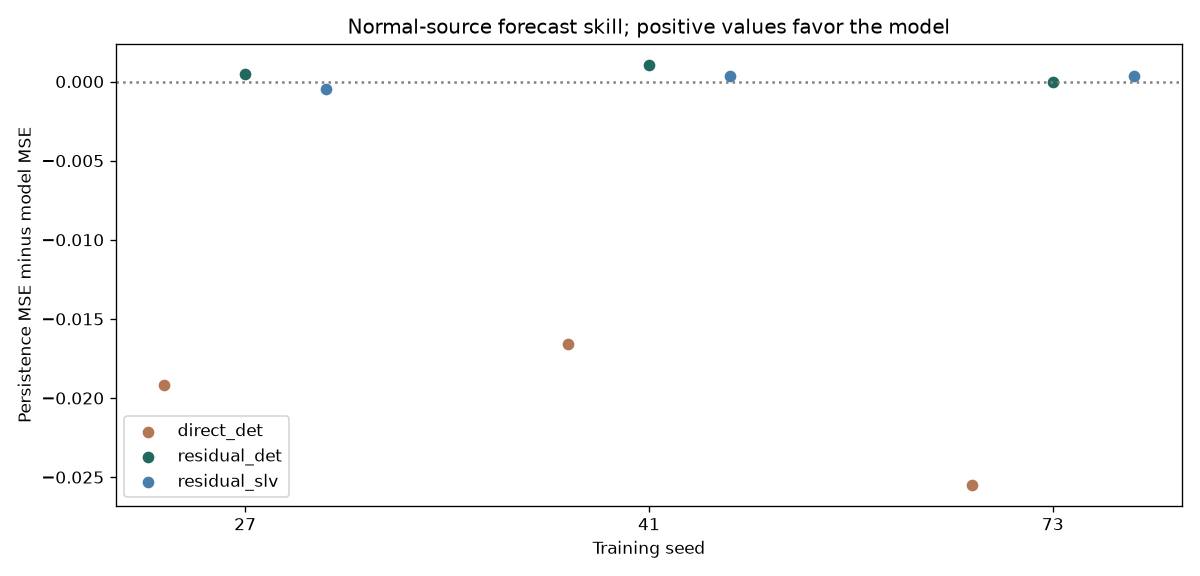 Normal-source forecast skill; positive values favor the model
Persistence MSE minus model MSE
0.000
−0.005
−0.010
−0.015
−0.020
−0.025
direct_det
residual_det
residual_slv
27
41
73
Training seed